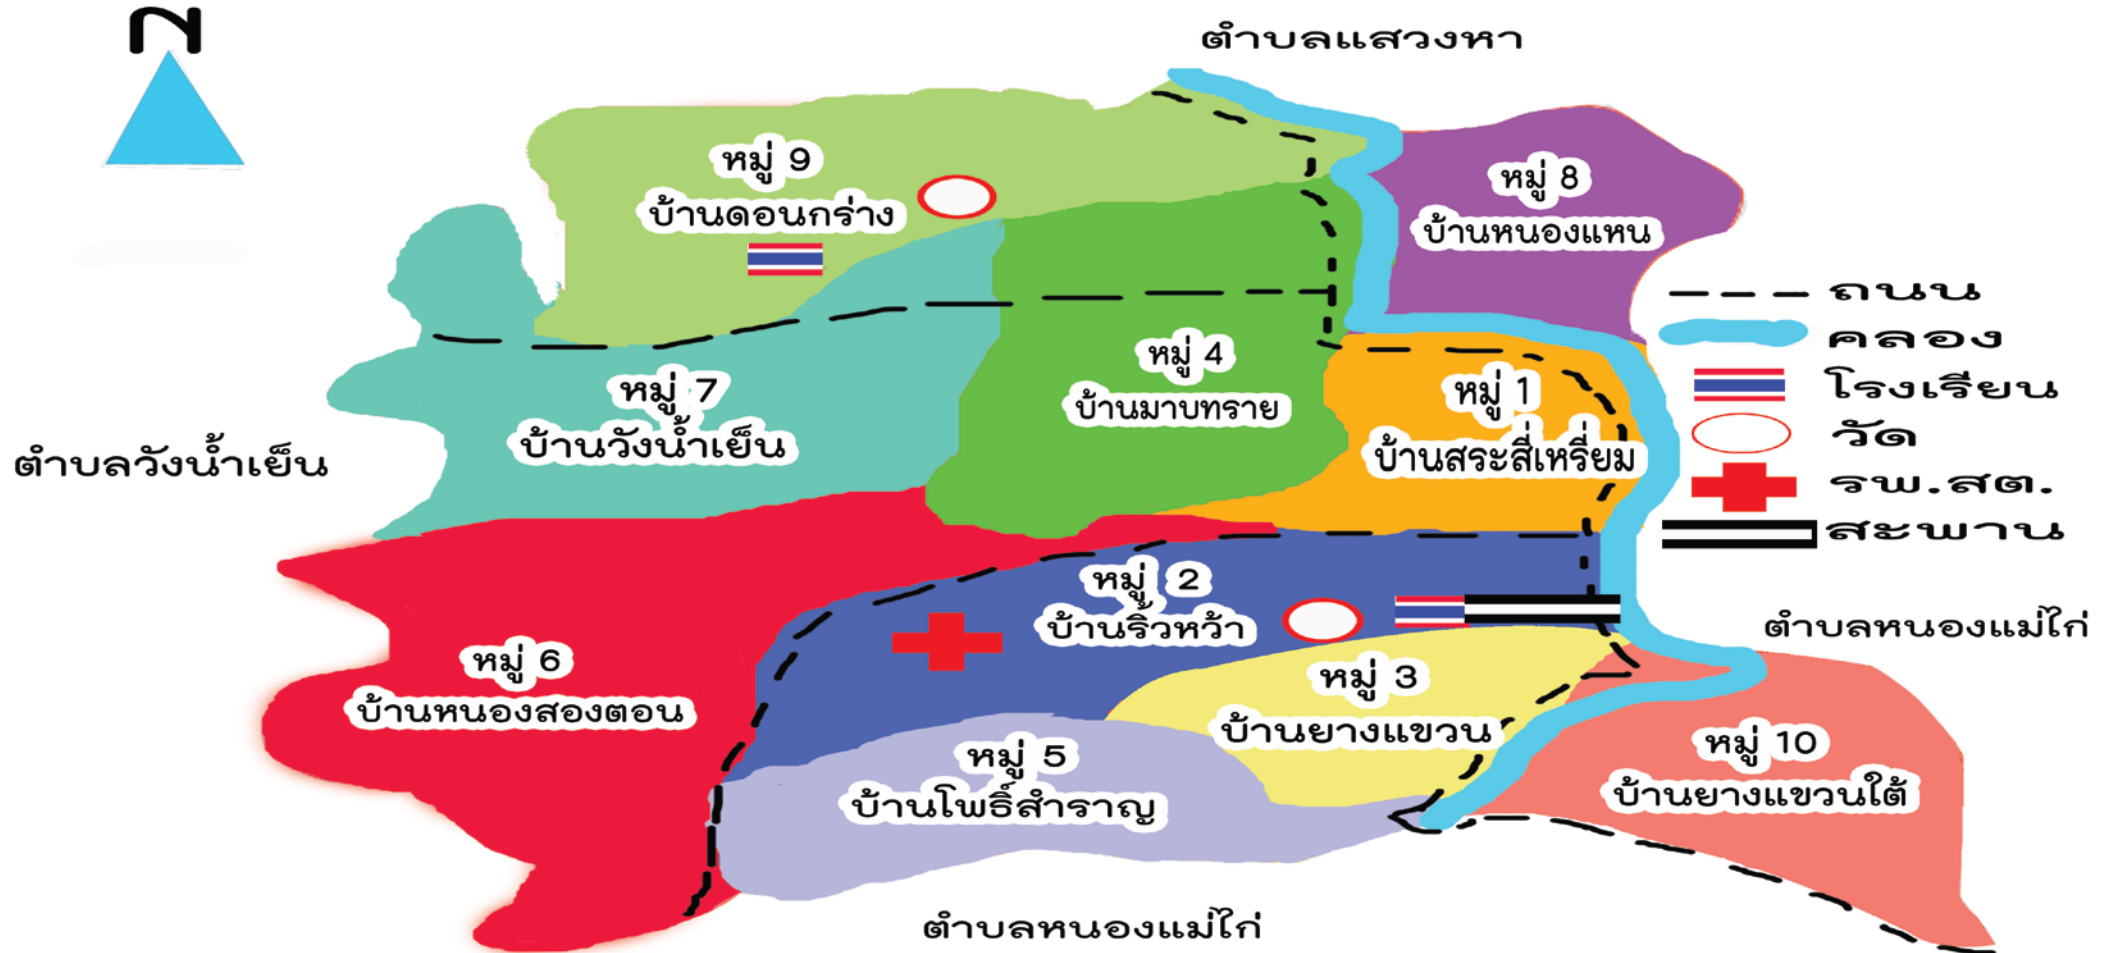 N
ตำบลแสวงหา
หมู่ 9
บ้านดอนกร่าง
หมู่ 8
บ้านหนองแหน
ถนน
คลอง
โรงเรียน
วัด
รพ.สต.
สะพาน
หมู่ 4
บ้านมาบทราย
หมู่ 7
บ้านวังน้ำเย็น
หมู่ 1
บ้านสระสี่เหรี่ยม
ตำบลวังน้ำเย็น
หมู่ 2
บ้านริ้วหว้า
ตำบลหนองแม่ไก่
หมู่ 6
บ้านหนองสองตอน
หมู่ 3
บ้านยางแขวน
หมู่ 5
บ้านโพธิ์สำราญ
หมู่ 10
บ้านยางแขวนใต้
ตำบลหนองแม่ไก่